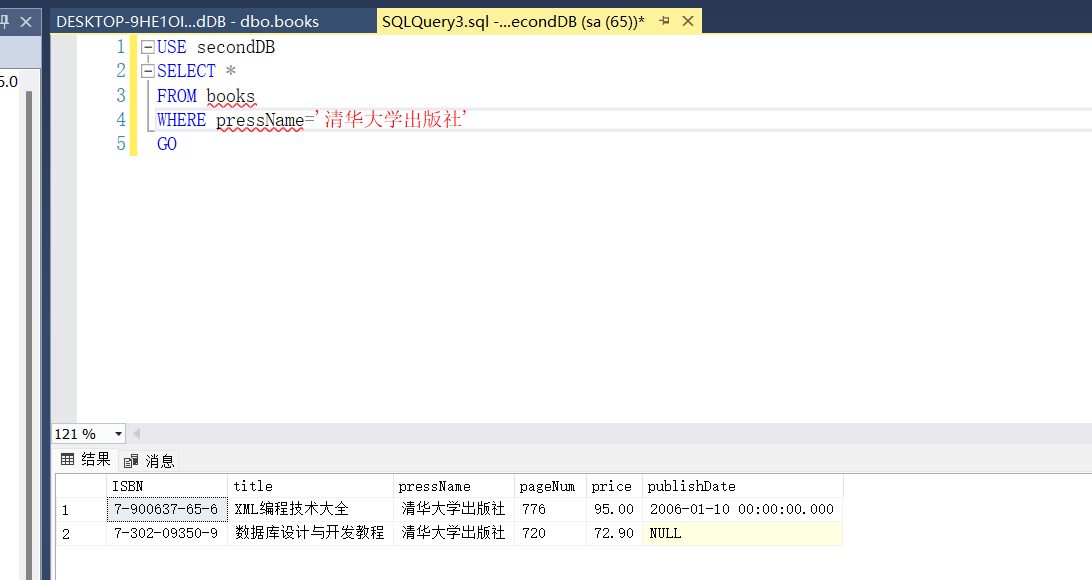 DESKTOP-9HE1OI...dDB - dbo.books
SQLQuery3.sql -...econdDB (sa (65))*
5.0
1 USE secondDB
2 SELECT *
3 FROM books
4 WHERE pressName='清华大学出版社'
5 GO
121 %
结果 消息
ISBN title pressName pageNum price publishDate
1 7-900637-65-6 XML编程技术大全 清华大学出版社 776 95.00 2006-01-10 00:00:00.000
2 7-302-09350-9 数据库设计与开发教程 清华大学出版社 720 72.90 NULL